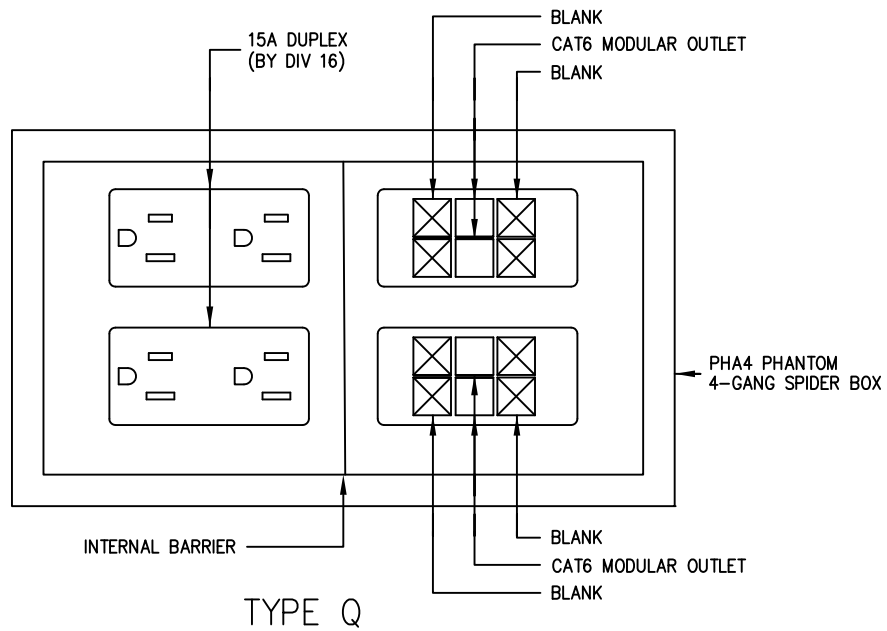 BLANK
15A DUPLEX
(BY DIV 16)
CAT6 MODULAR OUTLET
BLANK
PHA4 PHANTOM
4-GANG SPIDER BOX
INTERNAL BARRIER
BLANK
CAT6 MODULAR OUTLET
BLANK
TYPE Q